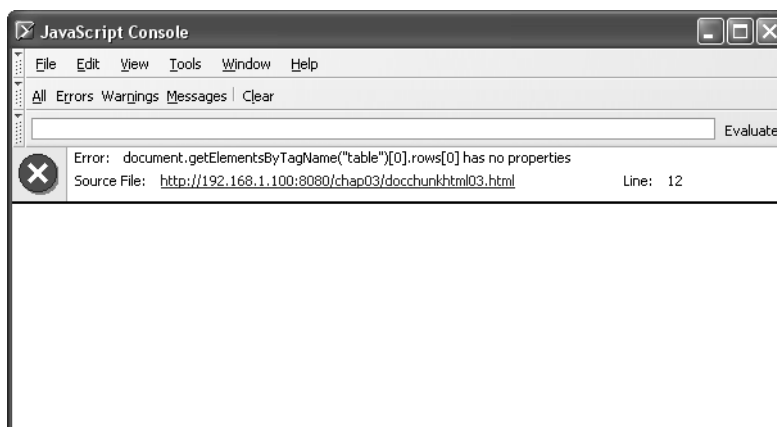 JavaScript Console
File Edit View Tools Window Help
All Errors Warnings Messages Clear
Evaluate
Error: document.getElementsByTagName("table")[0].rows[0] has no properties
Source File: http://192.168.1.100:8080/chap03/docchunkhtml03.html Line: 12